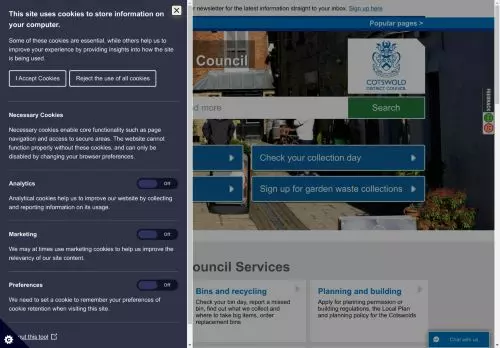 This site uses cookies to store information on
your computer.
Some of these cookies are essential, while others help us to
improve your experience by providing insights into how the site
is being used.
I Accept Cookies
Reject the use of all cookies
Necessary Cookies
Necessary cookies enable core functionality such as page
navigation and access to secure areas. The website cannot
function properly without these cookies, and can only be
disabled by changing your browser preferences.
Analytics
Off
Analytical cookies help us to improve our website by collecting
and reporting information on its usage.
Marketing
Off
We may at times use marketing cookies to help us improve the
relevancy of our site content.
Preferences
Off
We need to set a cookie to remember your preferences of
cookie retention when visiting this site.
out this tool
newsletter for the latest information straight to your inbox. Sign up here
Popular pages >
Council
COTSWOLD
DISTRICT COUNCIL
d more
Search
Check your collection day
Sign up for garden waste collections
FEEDBACK
ouncil Services
Bins and recycling
Check your bin day, report a missed
bin, find out what we collect and
where to take big items, order
replacement bins
Planning and building
Apply for planning permission or
building regulations, the Local Plan
and planning policy for the Cotswolds
Chat with us.